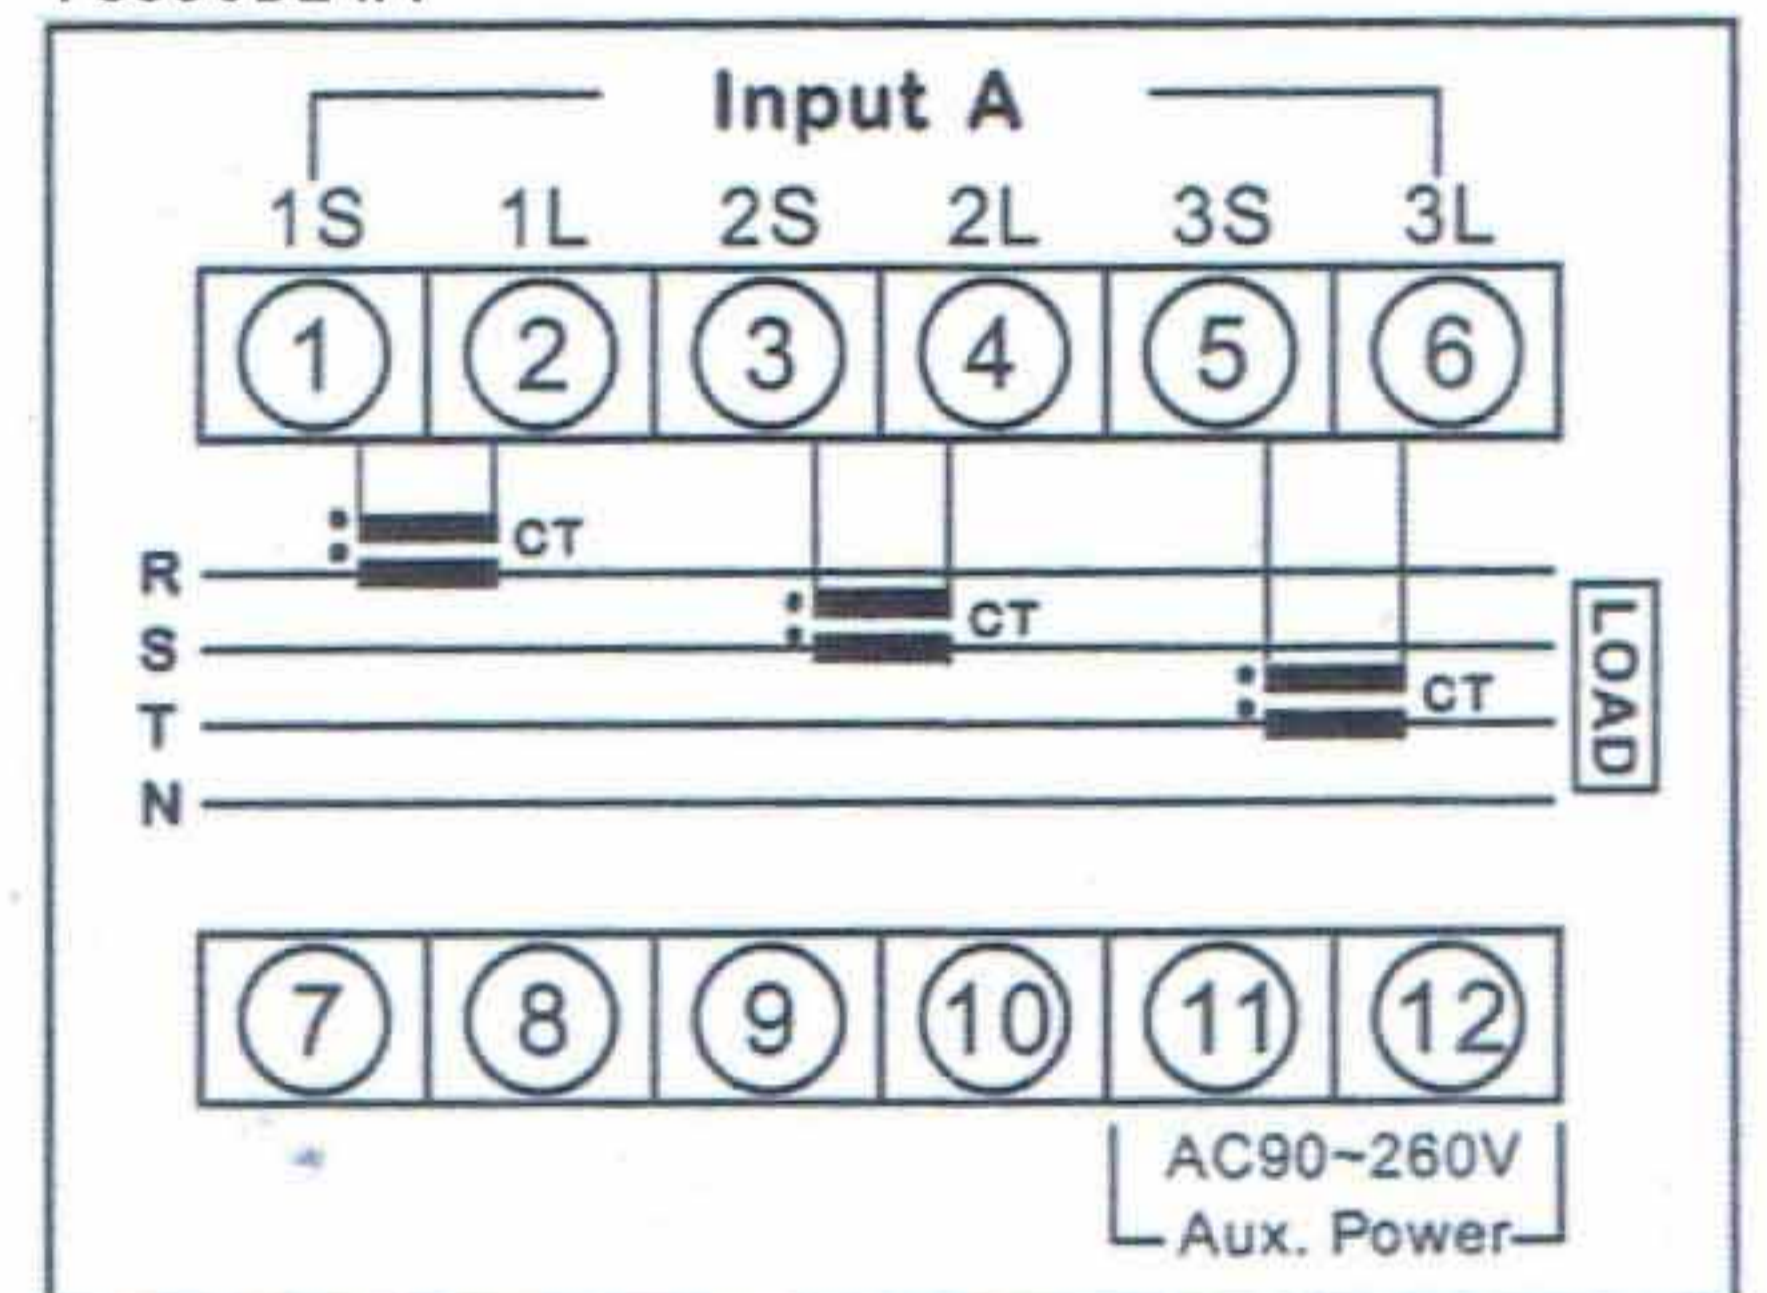 Input A
1S 1L 2S 2L 3S 3L
1 2 3 4 5 6
CT
R
CT
S
CT
T
N
LOAD
7 8 9 10 11 12
AC90~260V
Aux. Power